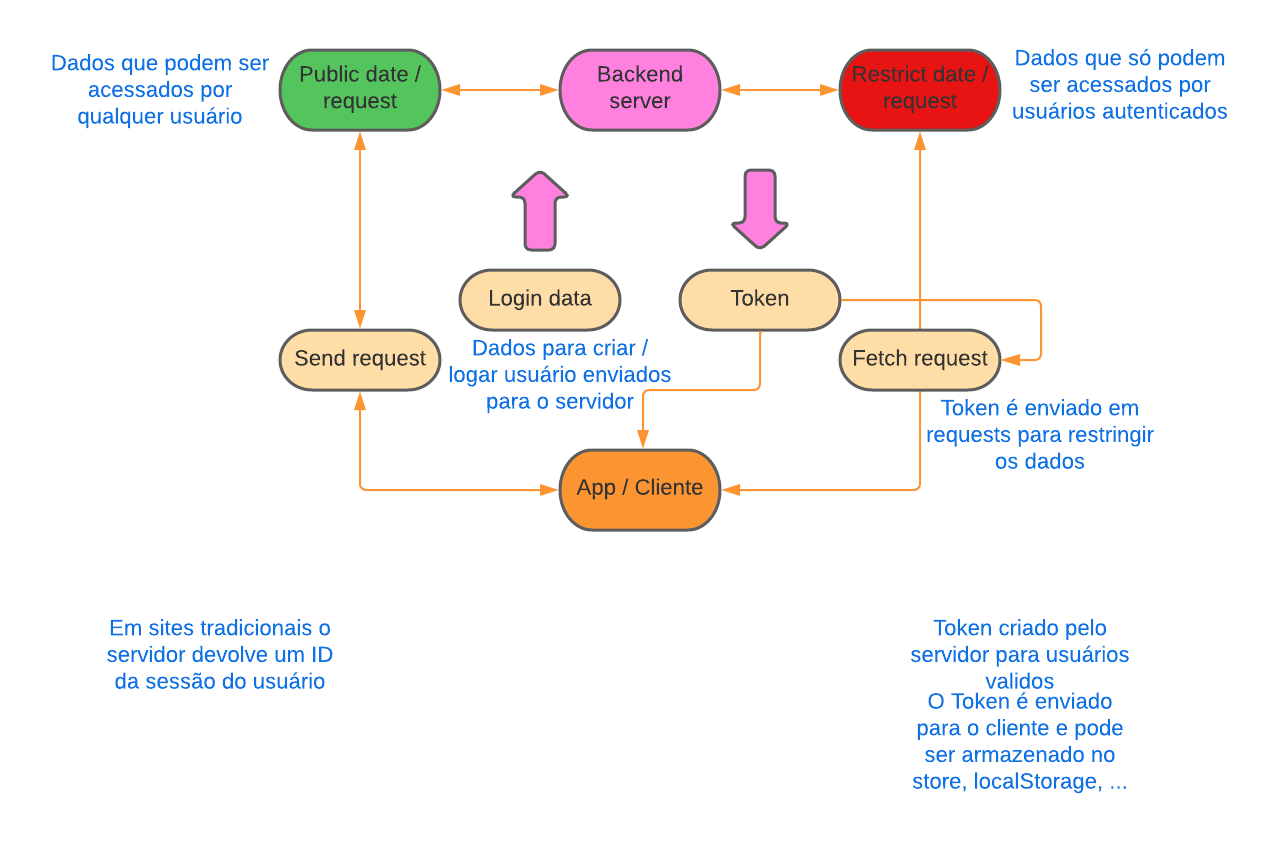 Dados que podem ser
acessados por
qualquer usuário
Public date /
request
Backend
server
Restrict date /
request
Dados que só podem
ser acessados por
usuários autenticados
Login data
Token
Send request
Dados para criar /
logar usuário enviados
para o servidor
Fetch request
Token é enviado em
requests para restringir
os dados
App / Cliente
Em sites tradicionais o
servidor devolve um ID
da sessão do usuário
Token criado pelo
servidor para usuários
validos
O Token é enviado
para o cliente e pode
ser armazenado no
store, localStorage, ...